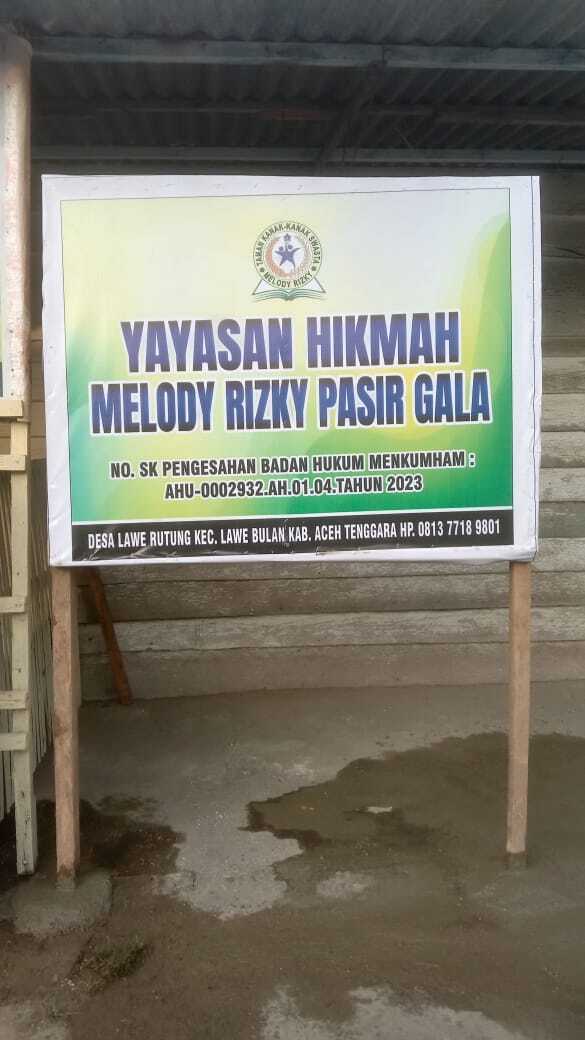 TAMAN KANAK-KANAK SWASTA
MELODY RIZKY
YAYASAN HIKMAH
MELODY RIZKY PASIR GALA
NO. SK PENGESAHAN BADAN HUKUM MENKUMHAM :
AHU-0002932.AH.01.04.TAHUN 2023
DESA LAWE RUTUNG KEC. LAWE BULAN KAB. ACEH TENGGARA HP. 0813 7718 9801